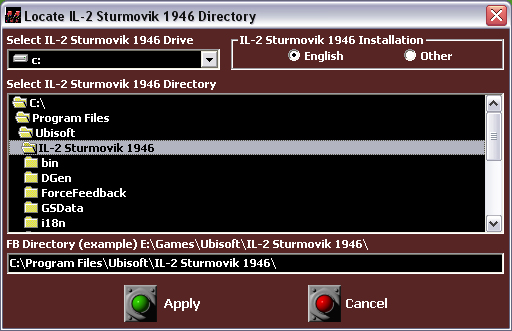 Locate IL-2 Sturmovik 1946 Directory
Select IL-2 Sturmovik 1946 Drive
IL-2 Sturmovik 1946 Installation
c:
English
Other
Select IL-2 Sturmovik 1946 Directory
C:\
Program Files
Ubisoft
IL-2 Sturmovik 1946
bin
DGen
ForceFeedback
GSData
i18n
FB Directory (example) E:\Games\Ubisoft\IL-2 Sturmovik 1946\
C:\Program Files\Ubisoft\IL-2 Sturmovik 1946\
Apply
Cancel